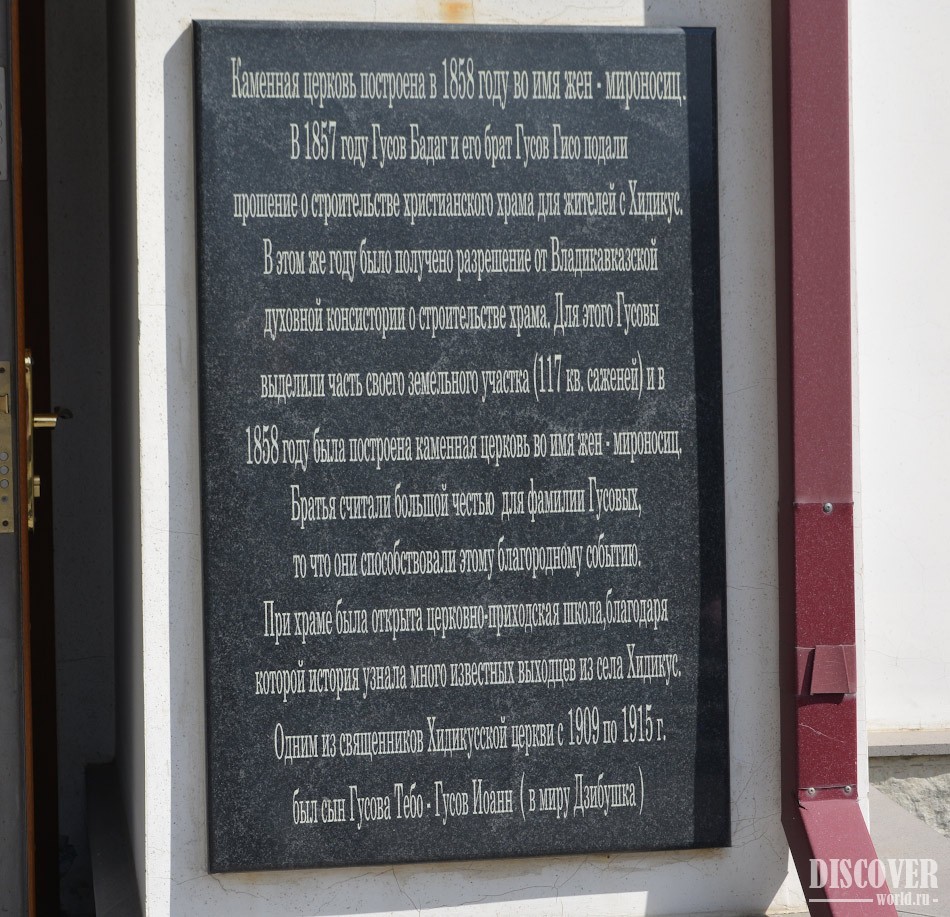 Каменная церковь построена в 1858 году во имя жен - мироносиц.
В 1857 году Гусов Бадаг и его брат Гусов Гисо подали
прошение о строительстве христианского храма для жителей с Хидикус.
В этом же году было получено разрешение от Владикавказской
духовной консистории о строительстве храма. Для этого Гусовы
выделили часть своего земельного участка (117 кв. саженей) и в
1858 году была построена каменная церковь во имя жен - мироносиц.
Братья считали большой честью для фамилии Гусовых,
то что они способствовали этому благородному событию.
При храме была открыта церковно-приходская школа,благодаря
которой история узнала много известных выходцев из села Хидикус.
Одним из священников Хидикусской церкви с 1909 по 1915 г.
был сын Гусова Тебо - Гусов Иоанн ( в миру Дзибушка )
DISCOVER
world.ru